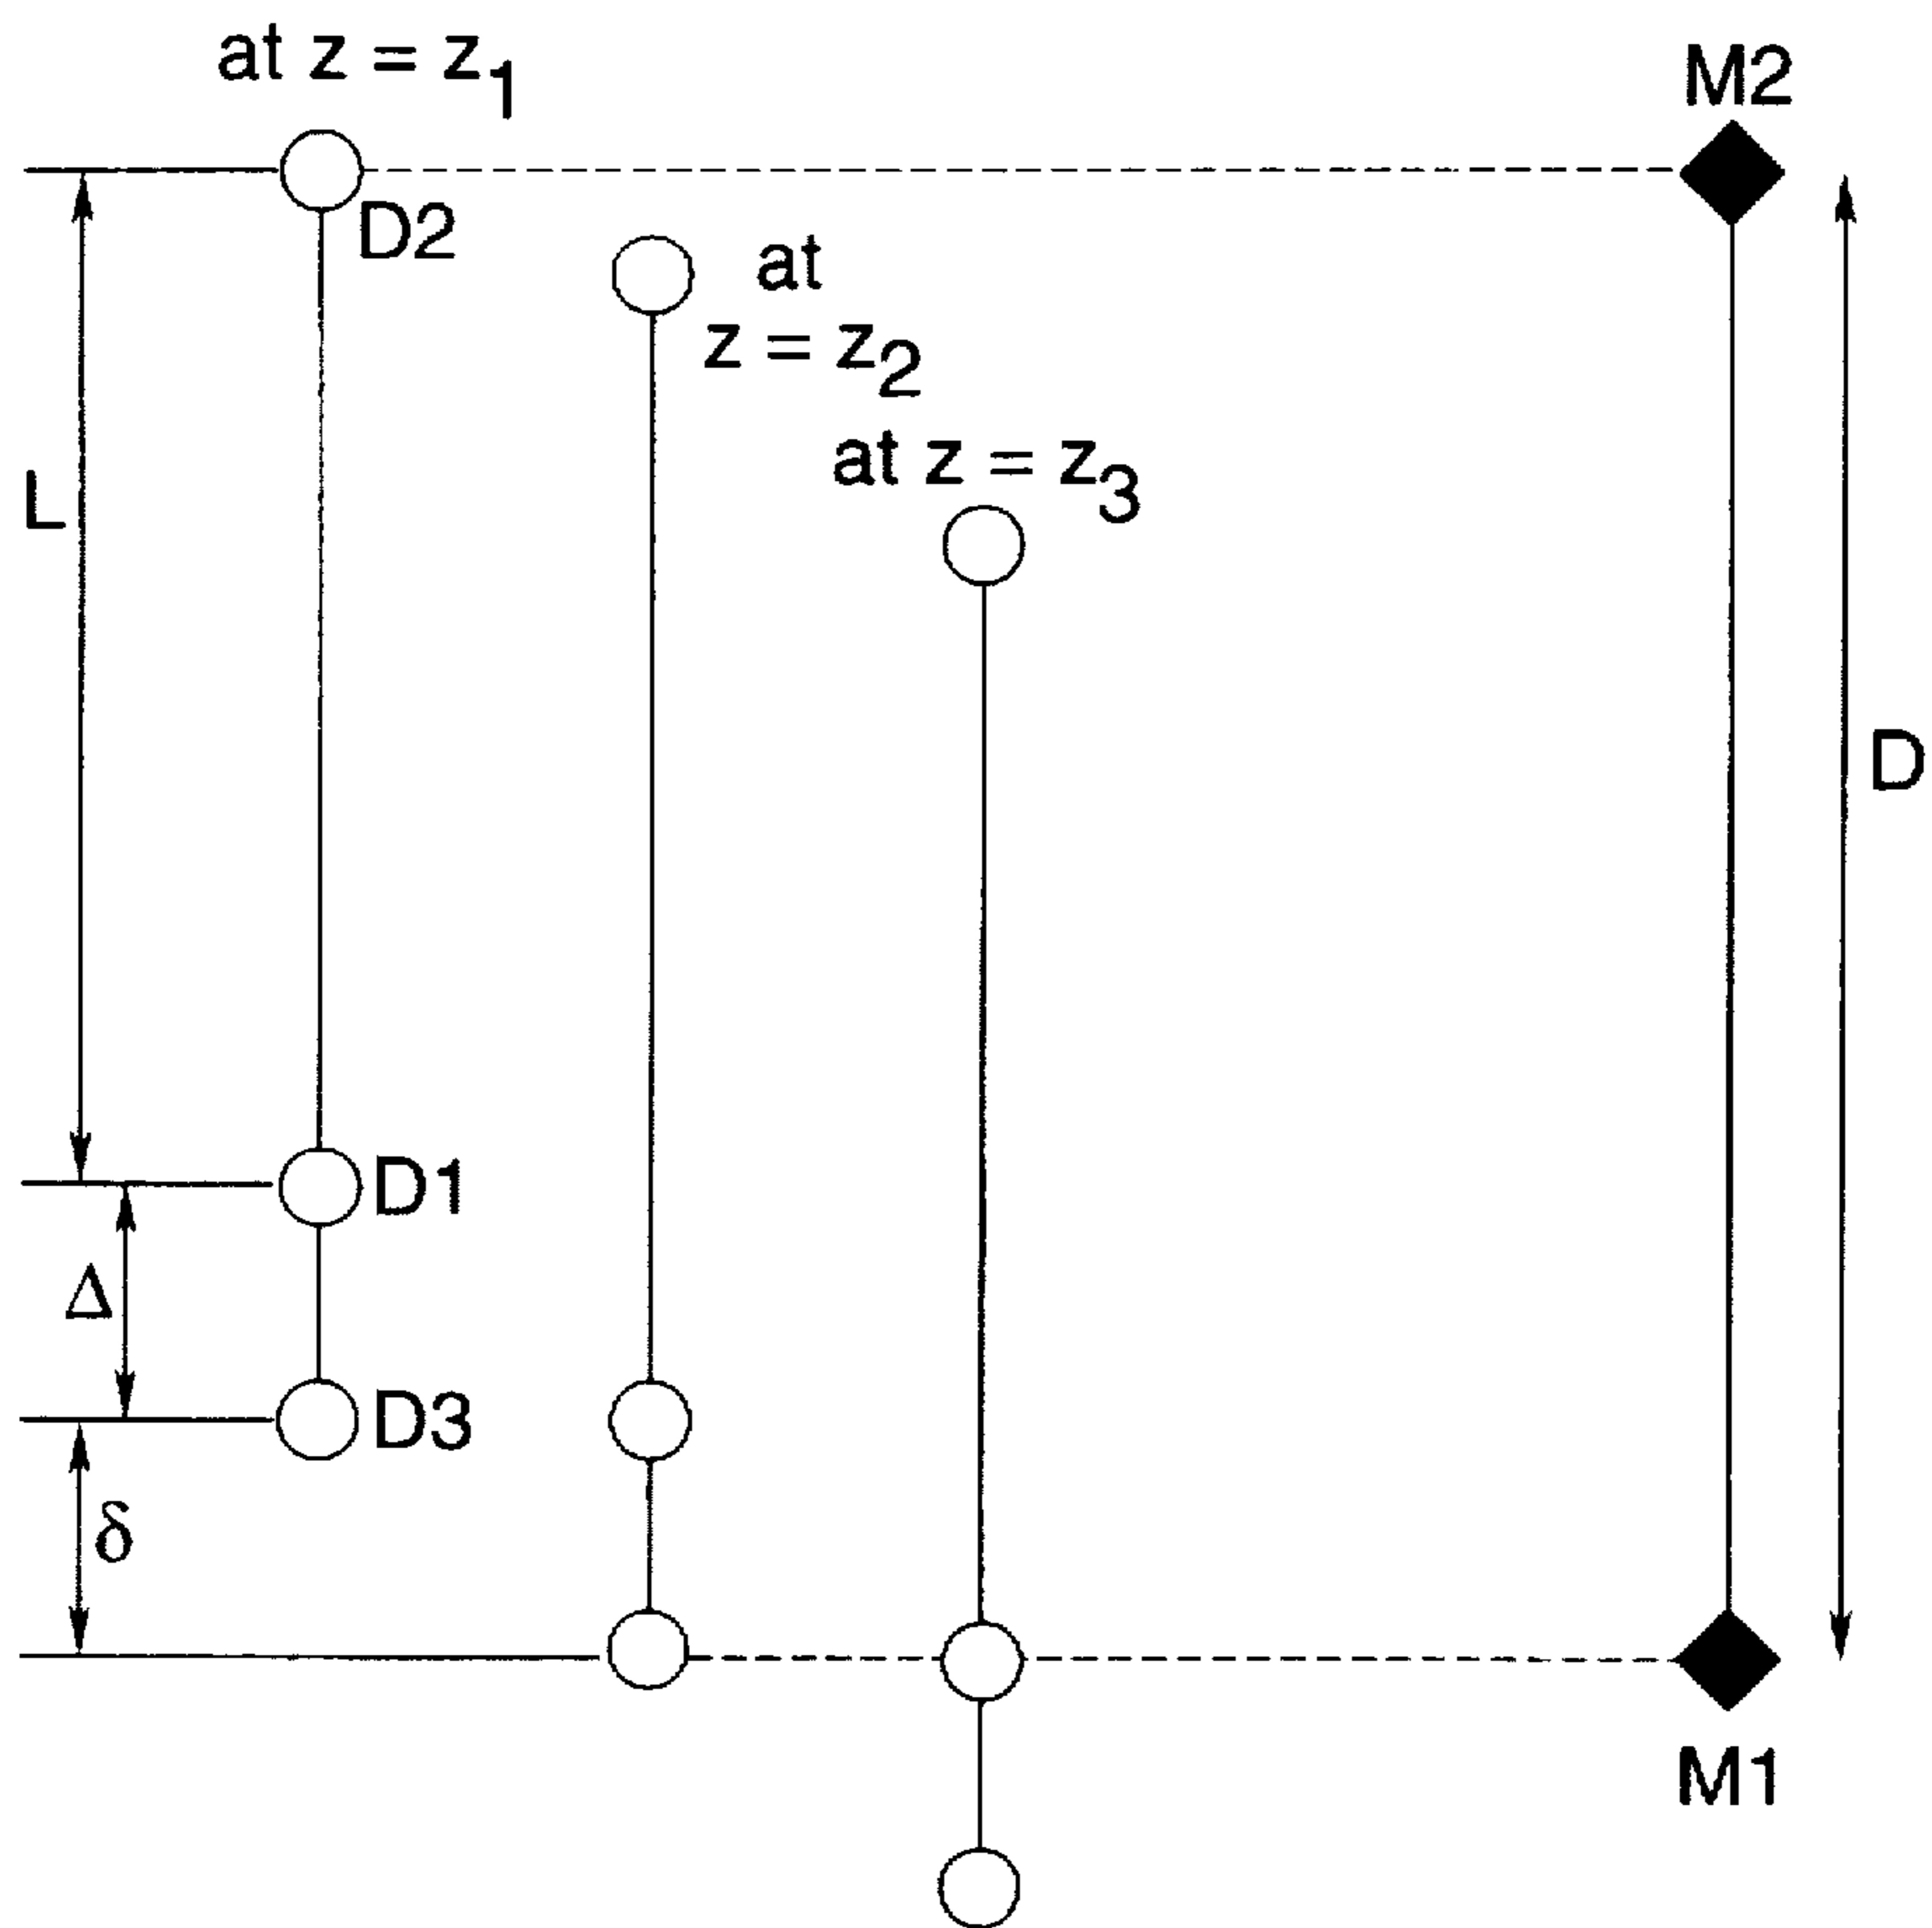 at z = z1
M2
D2
at
z = z2
at z = z3
L
D
D1
Δ
D3
δ
M1